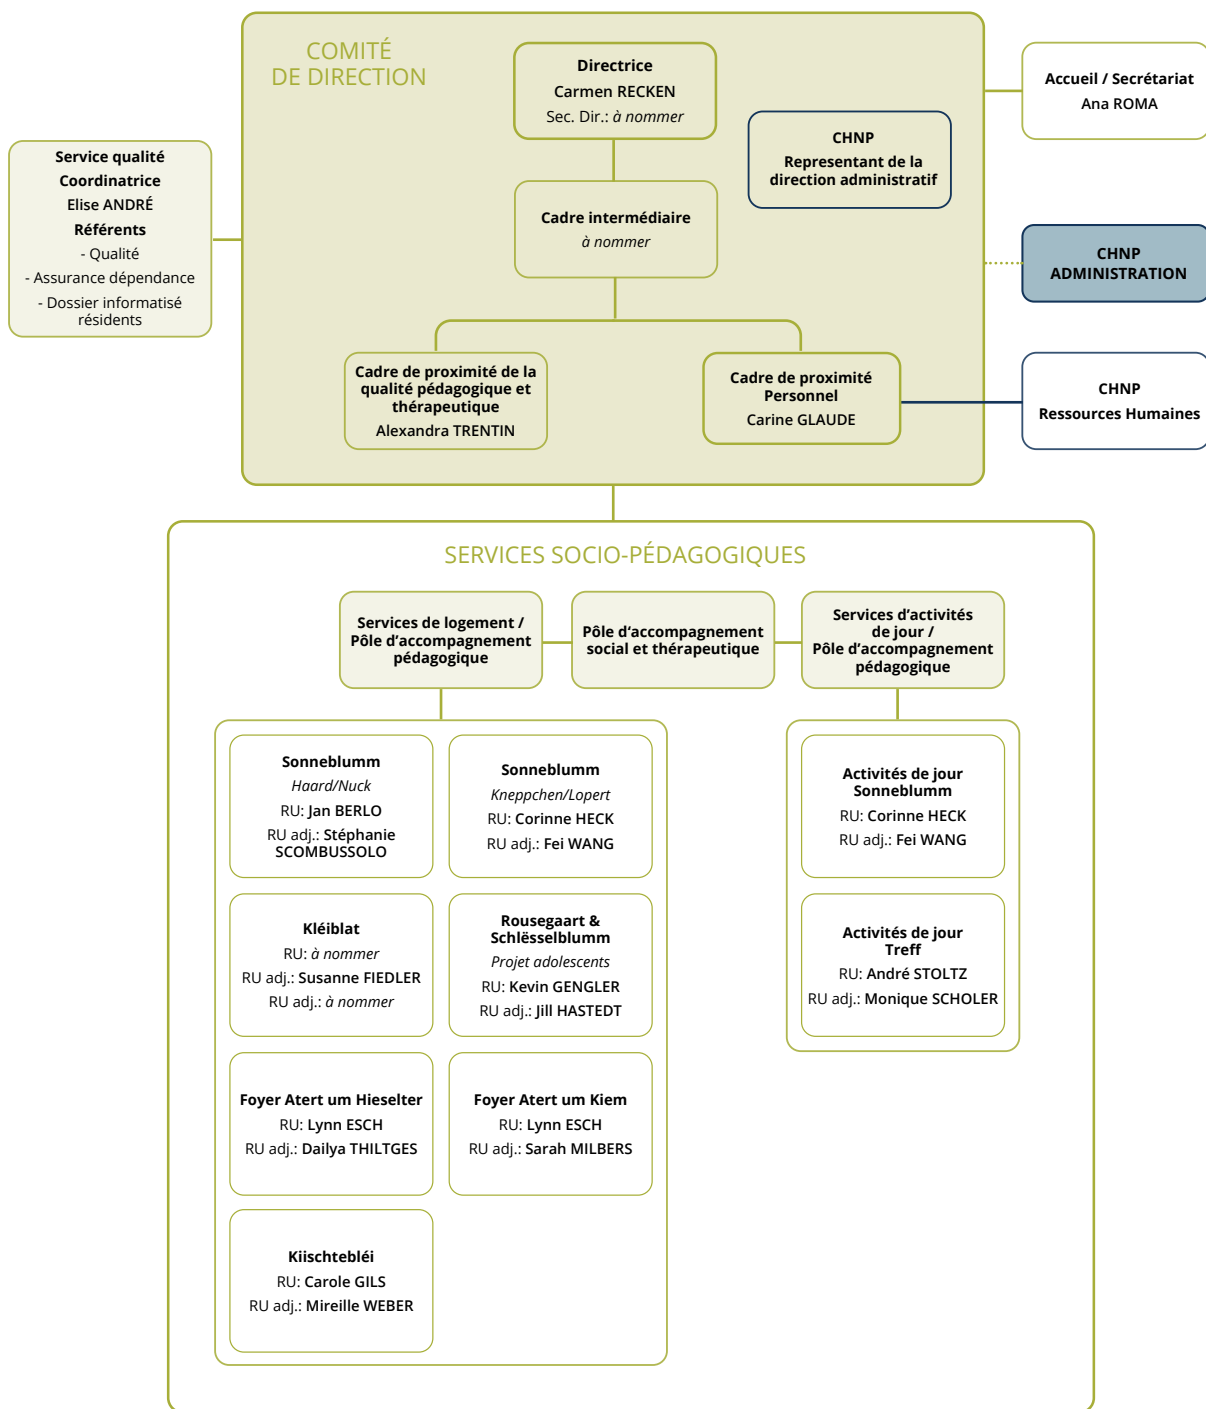 COMITÉ
DE DIRECTION
Directrice
Carmen RECKEN
Sec. Dir.: à nommer
CHNP
Representant de la
direction administratif
Accueil / Secrétariat
Ana ROMA
Service qualité
Coordinatrice
Elise ANDRÉ
Référents
- Qualité
- Assurance dépendance
- Dossier informatisé
résidents
Cadre intermédiaire
à nommer
CHNP
ADMINISTRATION
Cadre de proximité de la
qualité pédagogique et
thérapeutique
Alexandra TRENTIN
Cadre de proximité
Personnel
Carine GLAUDE
CHNP
Ressources Humaines
SERVICES SOCIO-PÉDAGOGIQUES
Services de logement /
Pôle d'accompagnement
pédagogique
Pôle d'accompagnement
social et thérapeutique
Services d'activités
de jour /
Pôle d'accompagnement
pédagogique
Sonneblumm
Haard/Nuck
RU: Jan BERLO
RU adj.: Stéphanie
SCOMBUSSOLO
Sonneblumm
Kneppchen/Lopert
RU: Corinne HECK
RU adj.: Fei WANG
Activités de jour
Sonneblumm
RU: Corinne HECK
RU adj.: Fei WANG
Kléiblat
RU: à nommer
RU adj.: Susanne FIEDLER
RU adj.: à nommer
Rousegaart &
Schlësselblumm
Projet adolescents
RU: Kevin GENGLER
RU adj.: Jill HASTEDT
Activités de jour
Treff
RU: André STOLTZ
RU adj.: Monique SCHOLER
Foyer Atert um Hieselter
RU: Lynn ESCH
RU adj.: Dailya THILTGES
Foyer Atert um Kiem
RU: Lynn ESCH
RU adj.: Sarah MILBERS
Kiischtebléi
RU: Carole GILS
RU adj.: Mireille WEBER